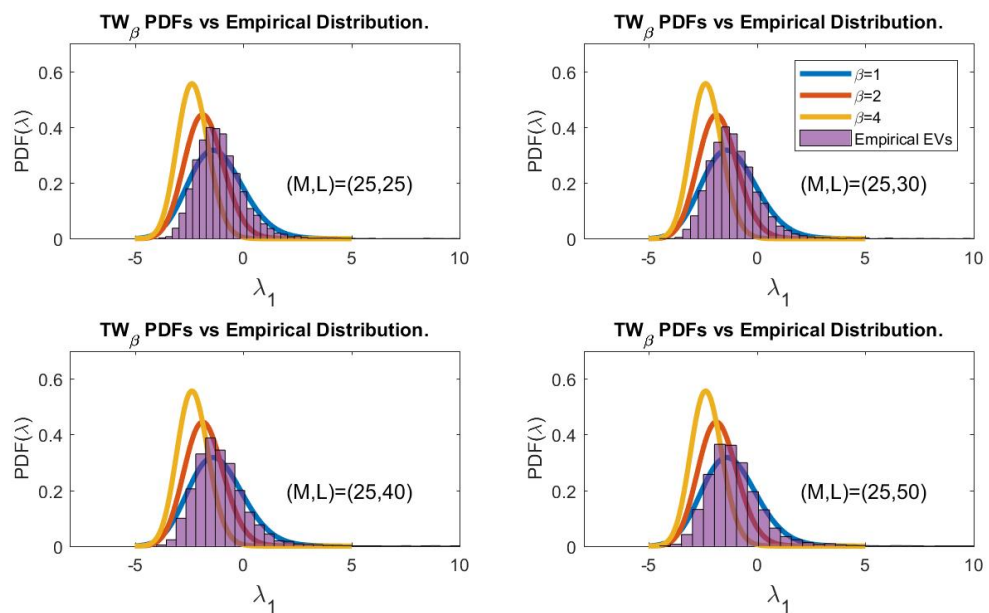 TWβ PDFs vs Empirical Distribution.
PDF(λ)
0.6
0.4
0.2
0
(M,L)=(25,25)
-5 0 5 10
λ1
TWβ PDFs vs Empirical Distribution.
PDF(λ)
0.6
0.4
0.2
0
β=1
β=2
β=4
Empirical EVs
(M,L)=(25,30)
-5 0 5 10
λ1
TWβ PDFs vs Empirical Distribution.
PDF(λ)
0.6
0.4
0.2
0
(M,L)=(25,40)
-5 0 5 10
λ1
TWβ PDFs vs Empirical Distribution.
PDF(λ)
0.6
0.4
0.2
0
(M,L)=(25,50)
-5 0 5 10
λ1